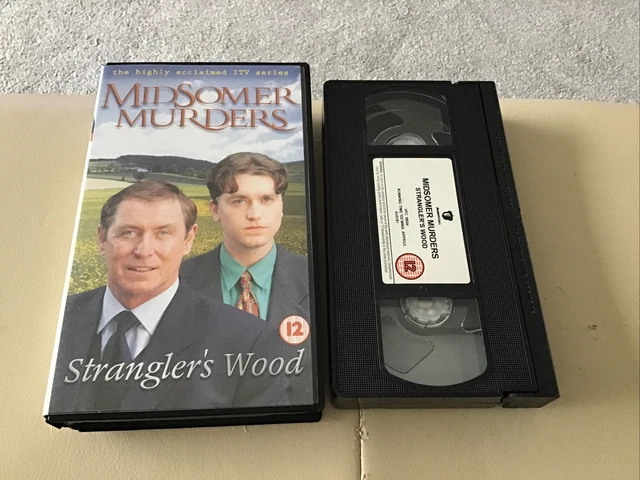 the highly acclaimed ITV series
MIDSOMER
MURDERS
12
Strangler's Wood
MIDSOMER MURDERS
STRANGLER'S WOOD
12